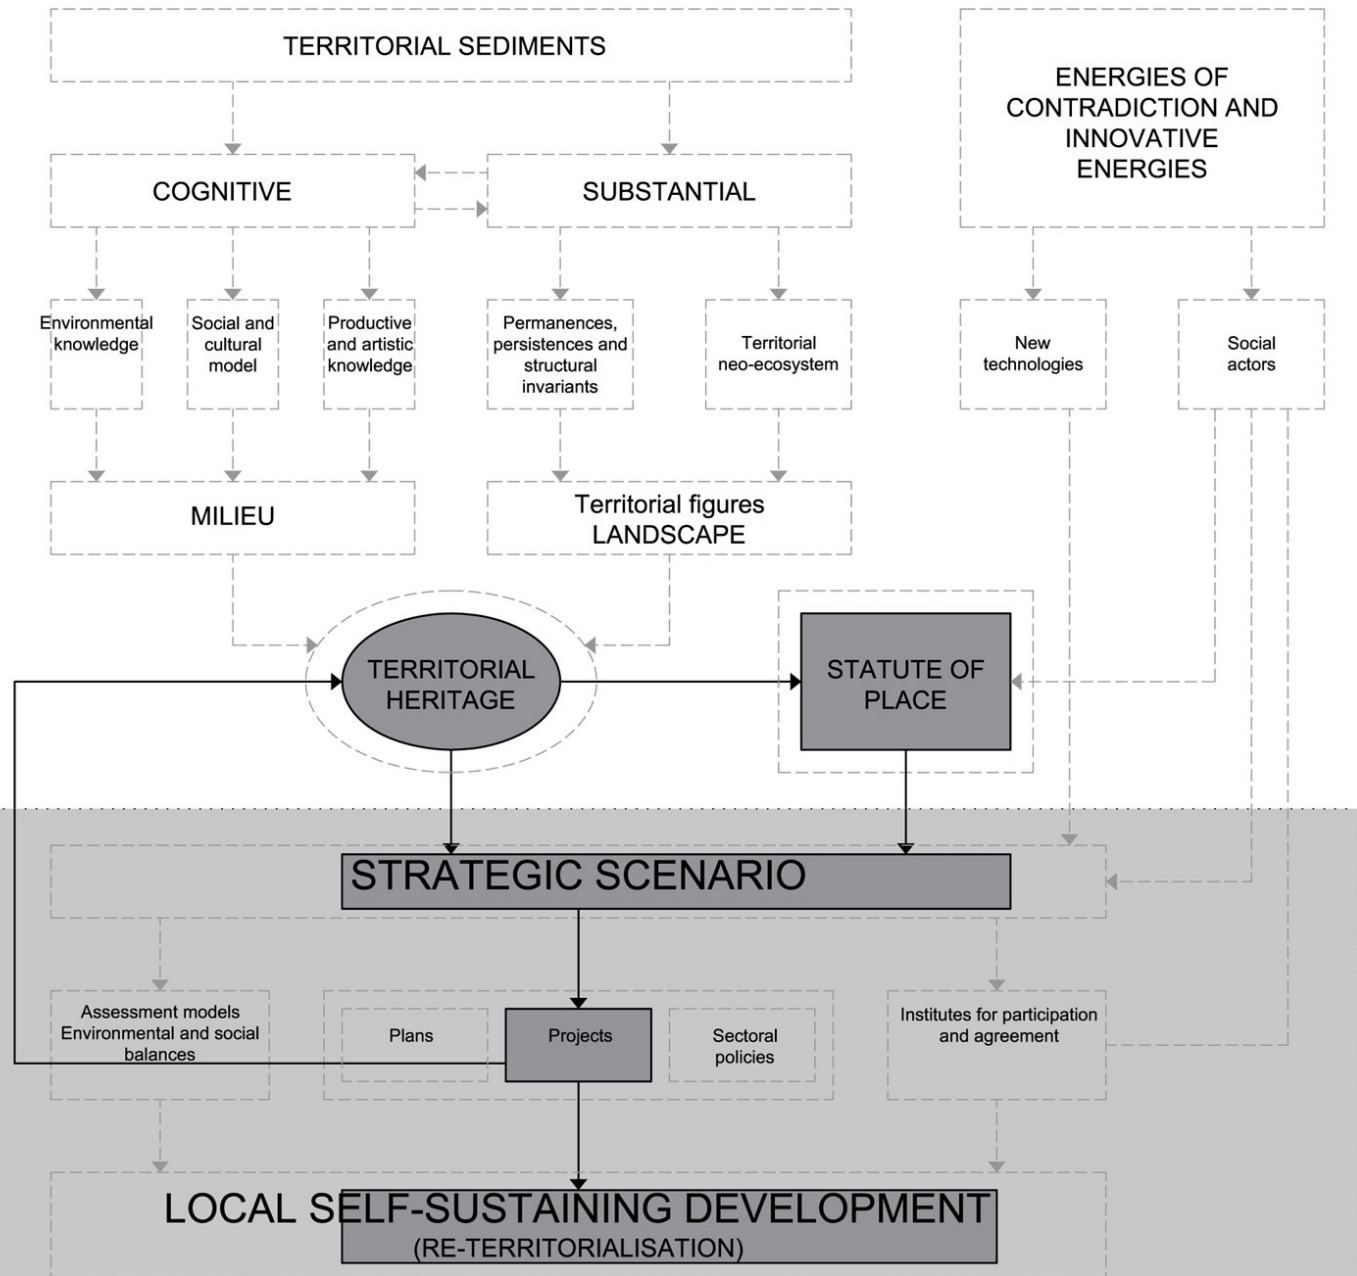 TERRITORIAL SEDIMENTS
ENERGIES OF
CONTRADICTION AND
INNOVATIVE
ENERGIES
COGNITIVE
SUBSTANTIAL
Environmental
knowledge
Social and
cultural
model
Productive
and artistic
knowledge
Permanences,
persistences and
structural
invariants
Territorial
neo-ecosystem
New
technologies
Social
actors
MILIEU
Territorial figures
LANDSCAPE
TERRITORIAL
HERITAGE
STATUTE OF
PLACE
STRATEGIC SCENARIO
Assessment models
Environmental and social
balances
Plans
Projects
Sectoral
policies
Institutes for participation
and agreement
LOCAL SELF-SUSTAINING DEVELOPMENT
(RE-TERRITORIALISATION)